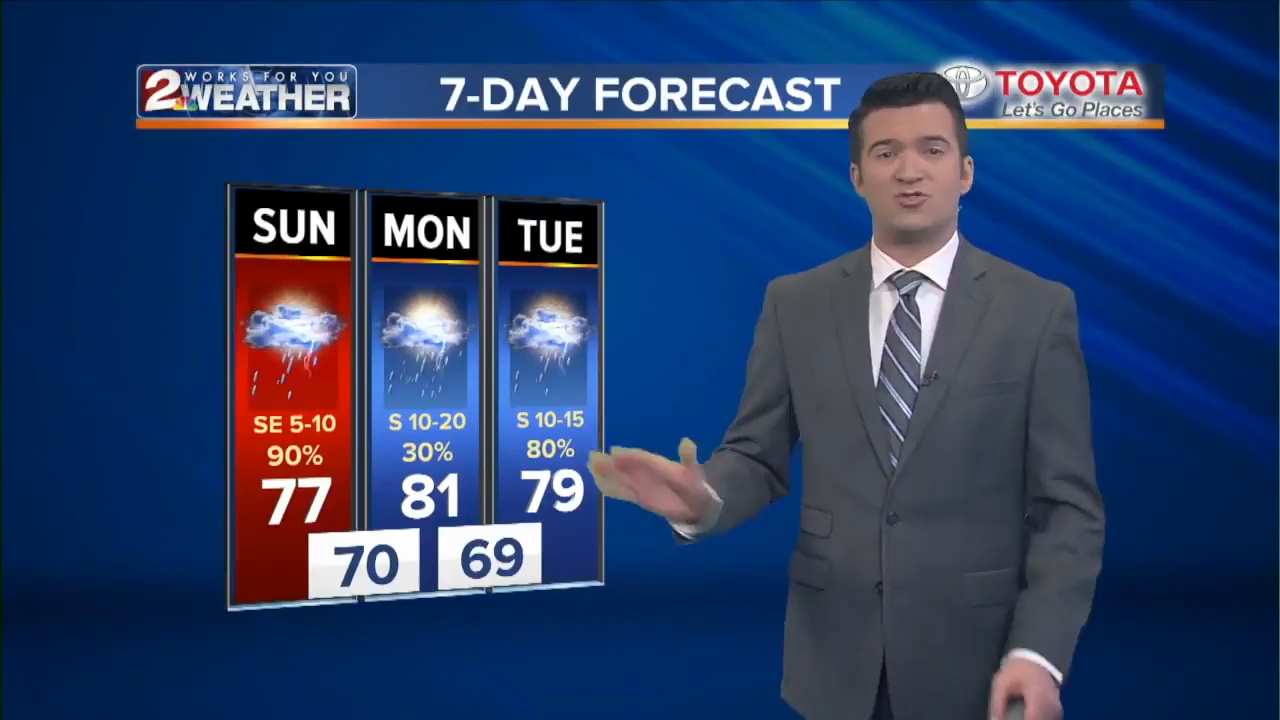 2 WORKS FOR YOU
WEATHER
7-DAY FORECAST
TOYOTA
Let's Go Places
SUN
MON
TUE
SE 5-10
S 10-20
S 10-15
90%
30%
80%
77
81
79
70
69